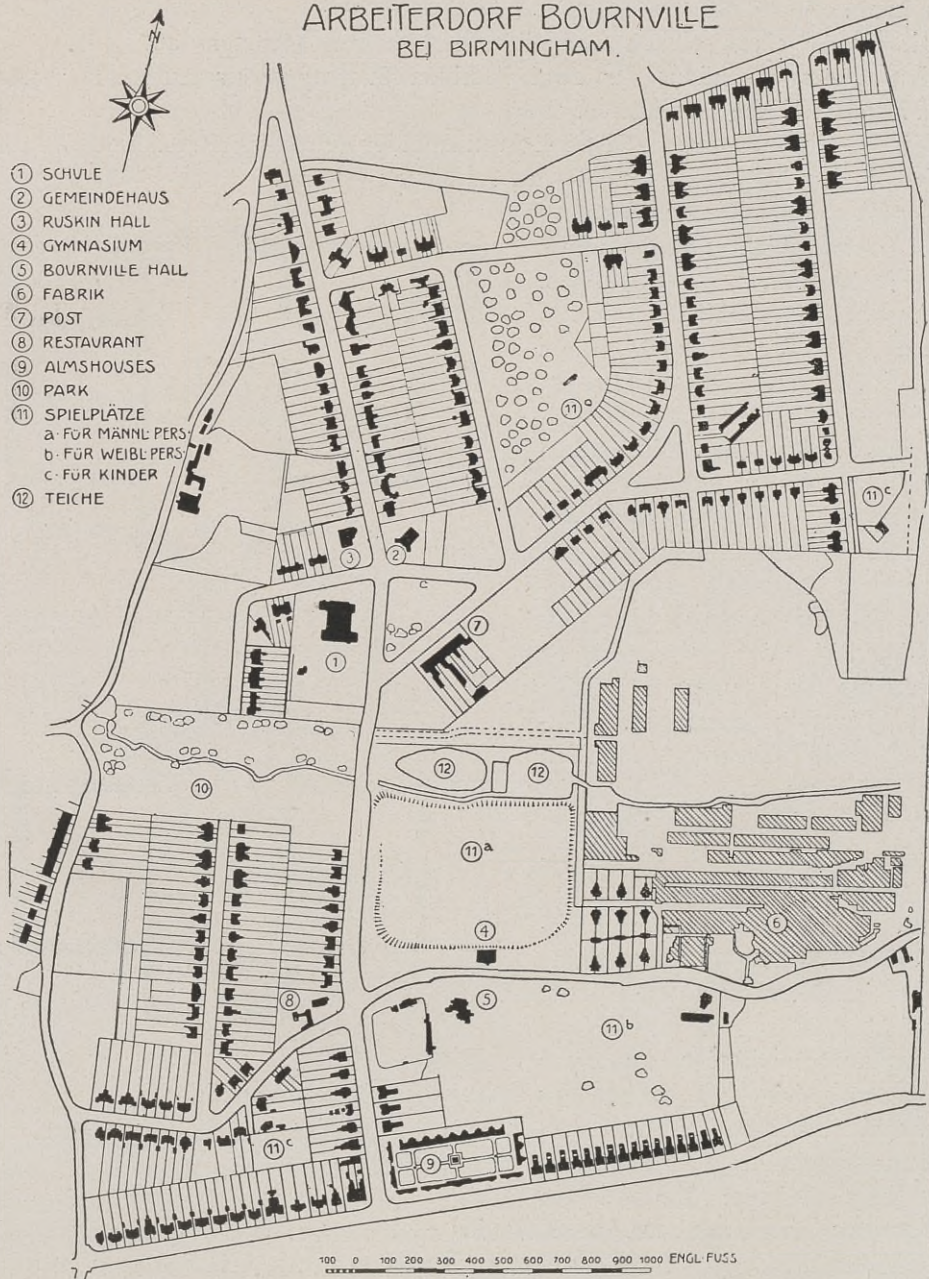 ARBEITERDORF BOURNVILLE
BEI BIRMINGHAM.
N
① SCHULE
② GEMEINDEHAUS
③ RUSKIN HALL
④ GYMNASIUM
⑤ BOURNVILLE HALL
⑥ FABRIK
⑦ POST
⑧ RESTAURANT
⑨ ALMSHOUSES
⑩ PARK
⑪ SPIELPLÄTZE
a· FÜR MÄNNL· PERS·
b· FÜR WEIBL· PERS·
c· FÜR KINDER
⑫ TEICHE
⑪ c
⑪ c
③
②
c
①
⑦
⑫
⑫
⑩
⑪ a
④
⑥
⑧
⑤
⑪ b
⑪ c
⑨
100 0 100 200 300 400 500 600 700 800 900 1000 ENGL· FUSS